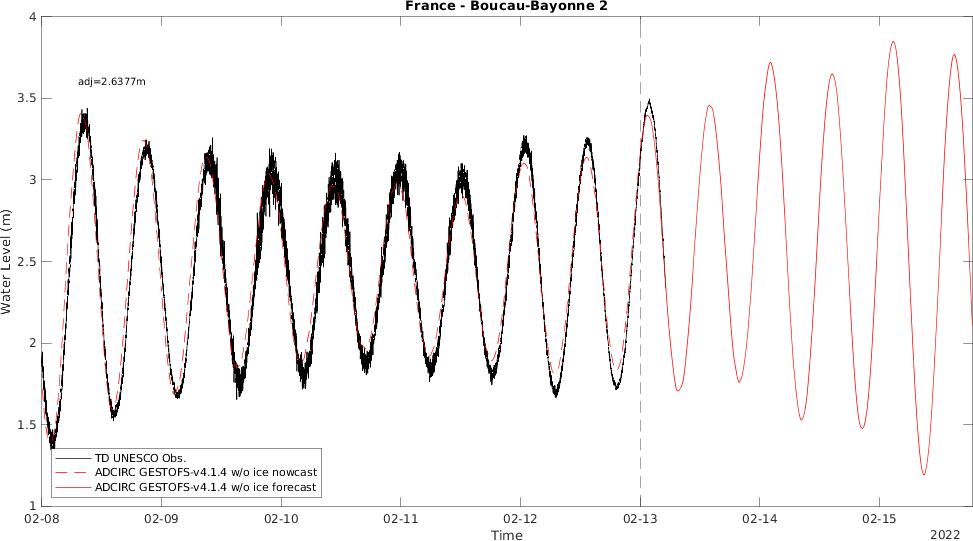 France - Boucau-Bayonne 2
4
adj=2.6377m
3.5
3
2.5
2
1.5
1
Water Level (m)
TD UNESCO Obs.
ADCIRC GESTOFS-v4.1.4 w/o ice nowcast
ADCIRC GESTOFS-v4.1.4 w/o ice forecast
02-08 02-09 02-10 02-11 02-12 02-13 02-14 02-15
Time
2022